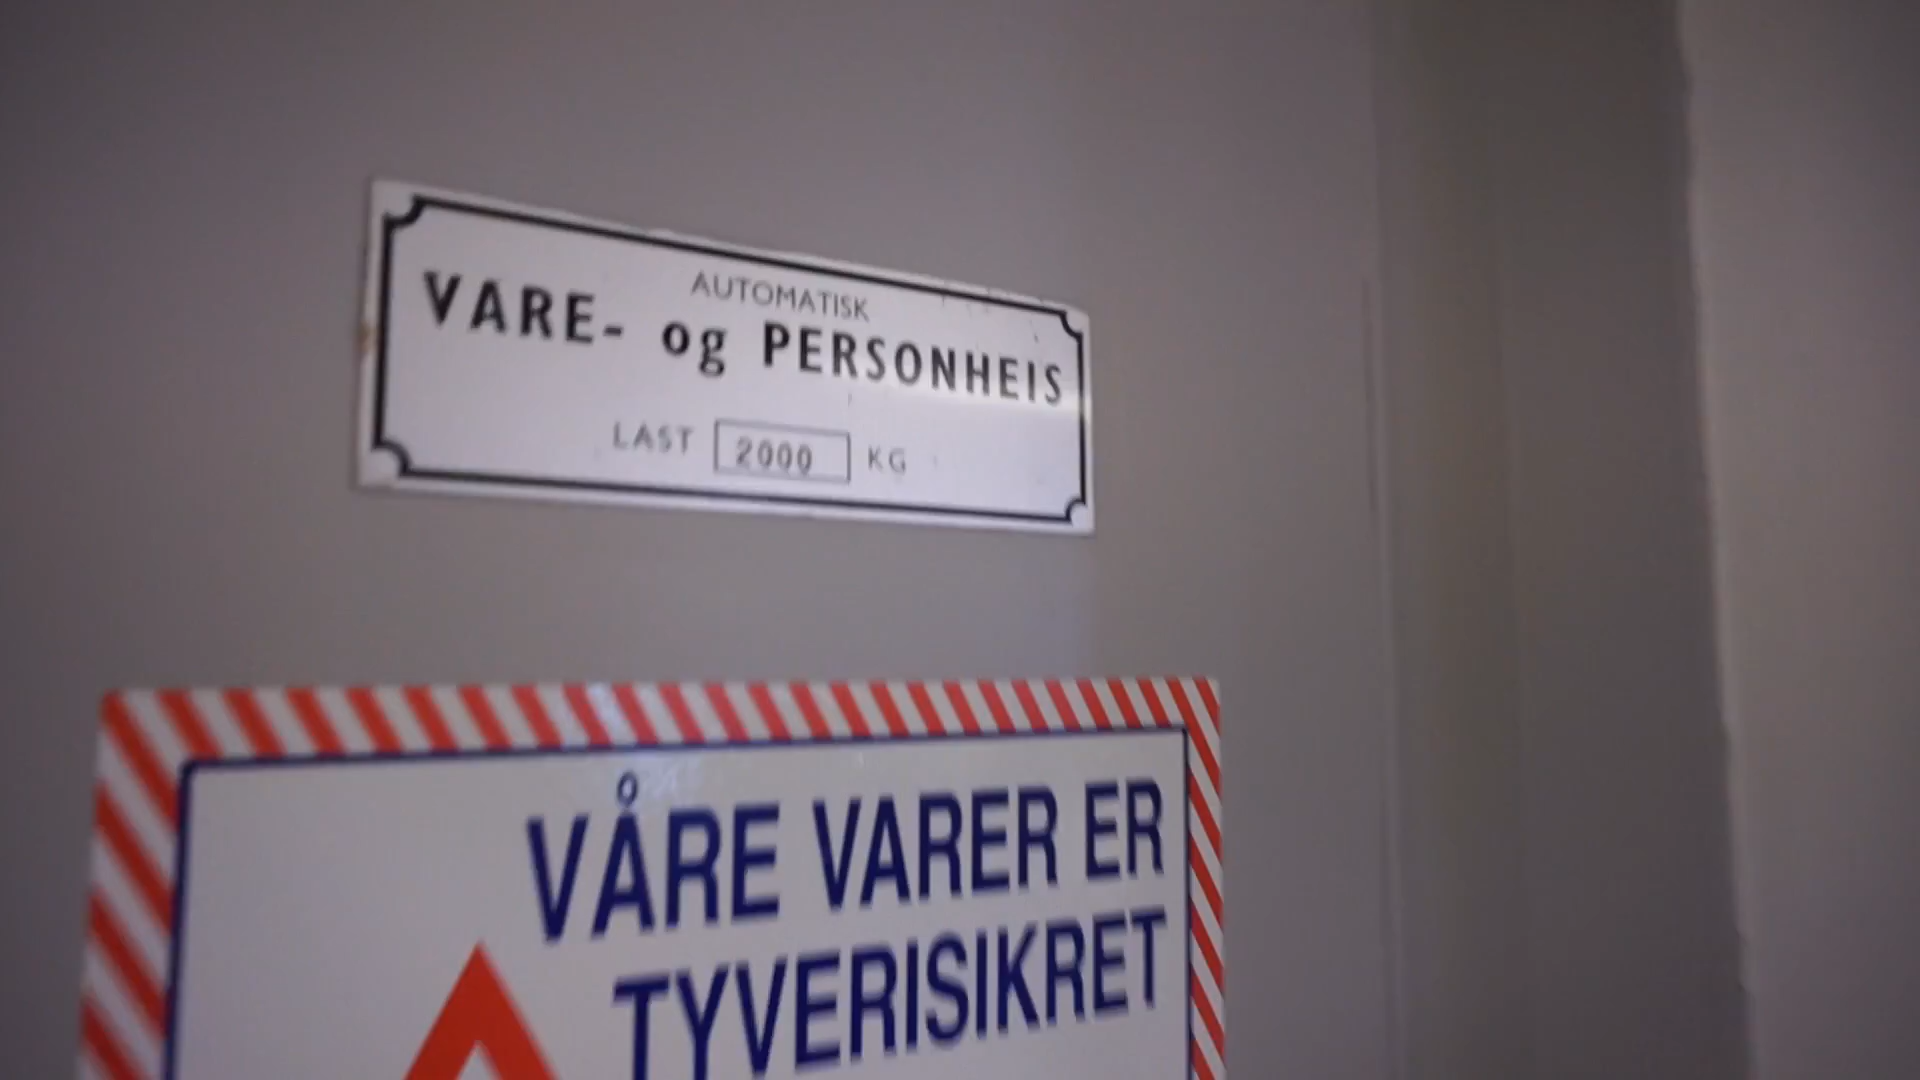 AUTOMATISK
VARE- og PERSONHEIS
LAST 2000 KG
VÅRE VARER ER
TYVERISIKRET